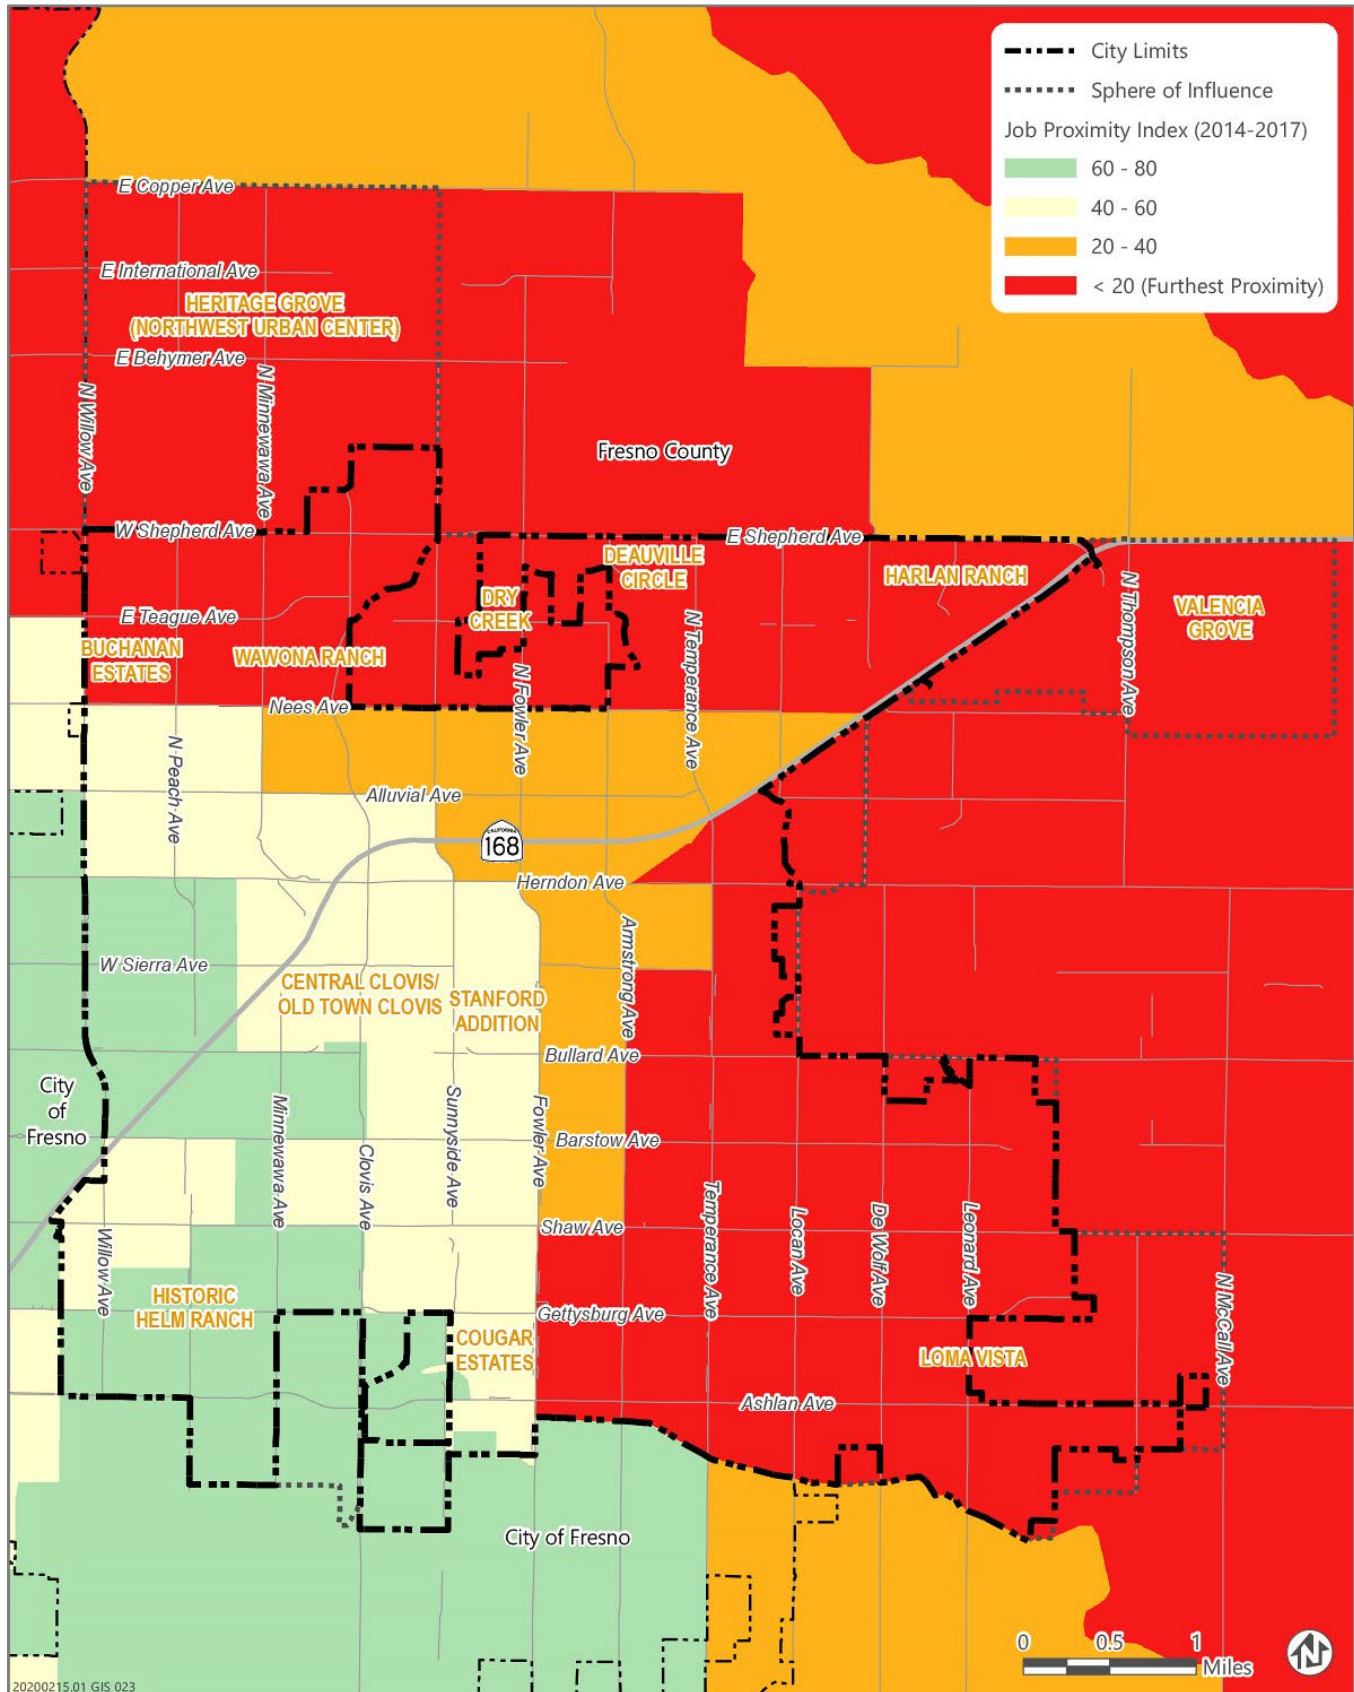 City Limits
Sphere of Influence
Job Proximity Index (2014-2017)
60 - 80
40 - 60
20 - 40
< 20 (Furthest Proximity)
E Copper Ave
E International Ave
HERITAGE GROVE
(NORTHWEST URBAN CENTER)
E Behymer Ave
N Willow Ave
N Minnewawa Ave
Fresno County
W Shepherd Ave
E Shepherd Ave
DEAUVILLE
CIRCLE
HARLAN RANCH
DRY
CREEK
N Thompson Ave
VALENCIA
GROVE
E Teague Ave
N Temperance Ave
BUCHANAN
ESTATES
WAWONA RANCH
N Fowler Ave
Nees Ave
N Peach Ave
Alluvial Ave
CALIFORNIA
168
Herndon Ave
Armstrong Ave
W Sierra Ave
CENTRAL CLOVIS/
OLD TOWN CLOVIS
STANFORD
ADDITION
Bullard Ave
City
of
Fresno
Minnewawa Ave
Clovis Ave
Sunnyside Ave
Fowler Ave
Barstow Ave
Shaw Ave
Temperance Ave
Locan Ave
De Wolf Ave
Leonard Ave
Willow Ave
N McCall Ave
HISTORIC
HELM RANCH
Gettysburg Ave
COUGAR
ESTATES
LOMA VISTA
Ashlan Ave
City of Fresno
0 0.5 1
Miles
N
20200215.01 GIS 023